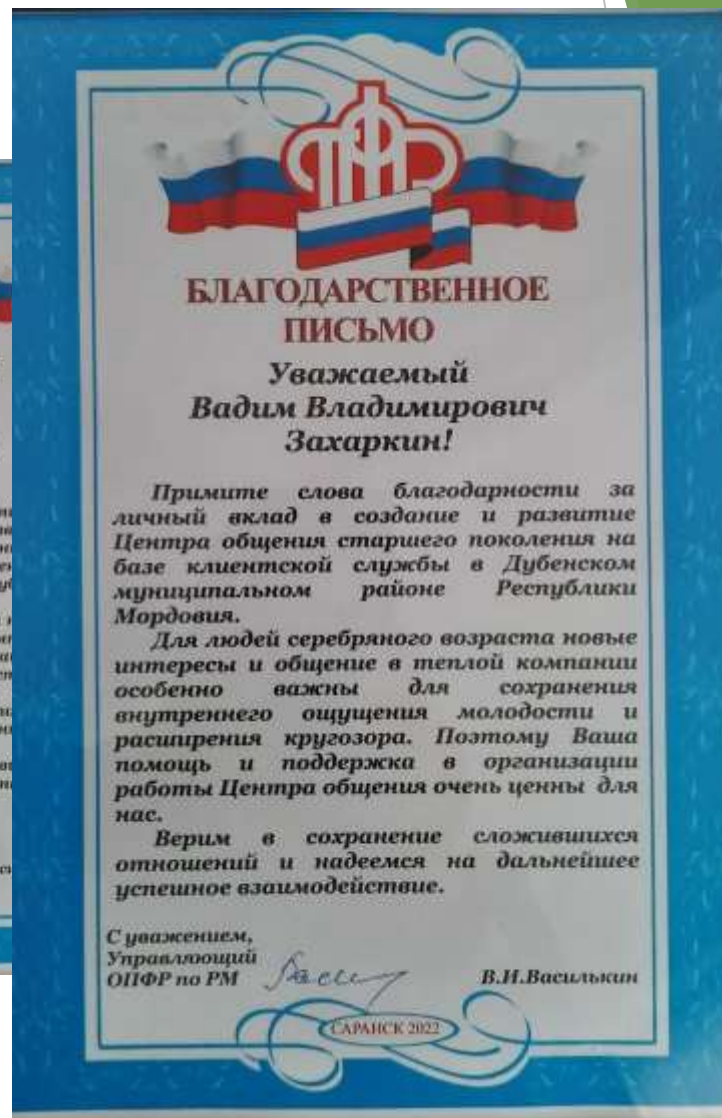 ПФР
БЛАГОДАРСТВЕННОЕ
ПИСЬМО
Уважаемый
Вадим Владимирович
Захаркин!
Примите слова благодарности за
личный вклад в создание и развитие
Центра общения старшего поколения на
базе клиентской службы в Дубенском
муниципальном районе Республики
Мордовия.
Для людей серебряного возраста новые
интересы и общение в теплой компании
особенно важны для сохранения
внутреннего ощущения молодости и
расширения кругозора. Поэтому Ваша
помощь и поддержка в организации
работы Центра общения очень ценны для
нас.
Верим в сохранение сложившихся
отношений и надеемся на дальнейшее
успешное взаимодействие.
С уважением,
Управляющий
ОПФР по РМ В.И.Василькин
САРАНСК 2022